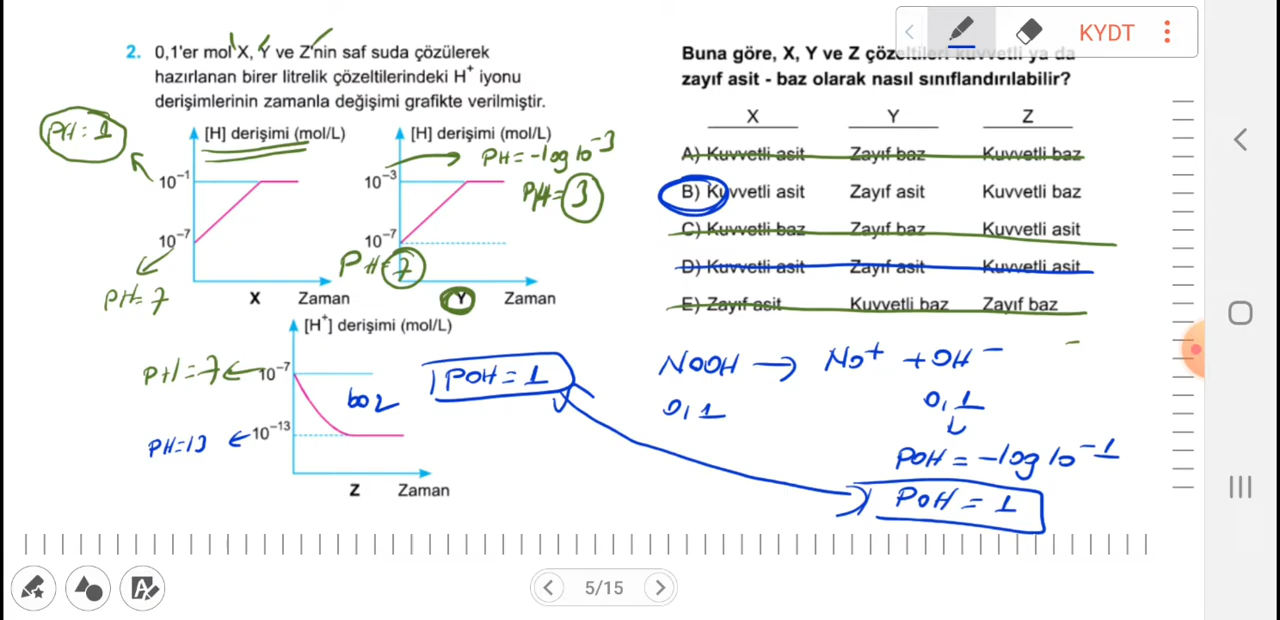 2. 0,1'er mol X, Y ve Z'nin saf suda çözülerek
hazırlanan birer litrelik çözeltilerindeki H⁺ iyonu
derişimlerinin zamanla değişimi grafikte verilmiştir.
PH : 1
[H] derişimi (mol/L)
10⁻¹
10⁻⁷
PH= 7
X Zaman
[H] derişimi (mol/L)
PH = -log 10⁻³
10⁻³
PH= 3
10⁻⁷
PH= 7
Y Zaman
[H⁺] derişimi (mol/L)
PH = 7
10⁻⁷
baz
POH = 1
PH=13
10⁻¹³
Z Zaman
KYDT
Buna göre, X, Y ve Z çözeltileri kuvvetli ya da
zayıf asit - baz olarak nasıl sınıflandırılabilir?
X Y Z
A) Kuvvetli asit Zayıf baz Kuvvetli baz
B) Kuvvetli asit Zayıf asit Kuvvetli baz
C) Kuvvetli baz Zayıf baz Kuvvetli asit
D) Kuvvetli asit Zayıf asit Kuvvetli asit
E) Zayıf asit Kuvvetli baz Zayıf baz
NaOH → Na⁺ + OH⁻
0,1 0,1
POH = -log 10⁻¹
POH = 1
5/15